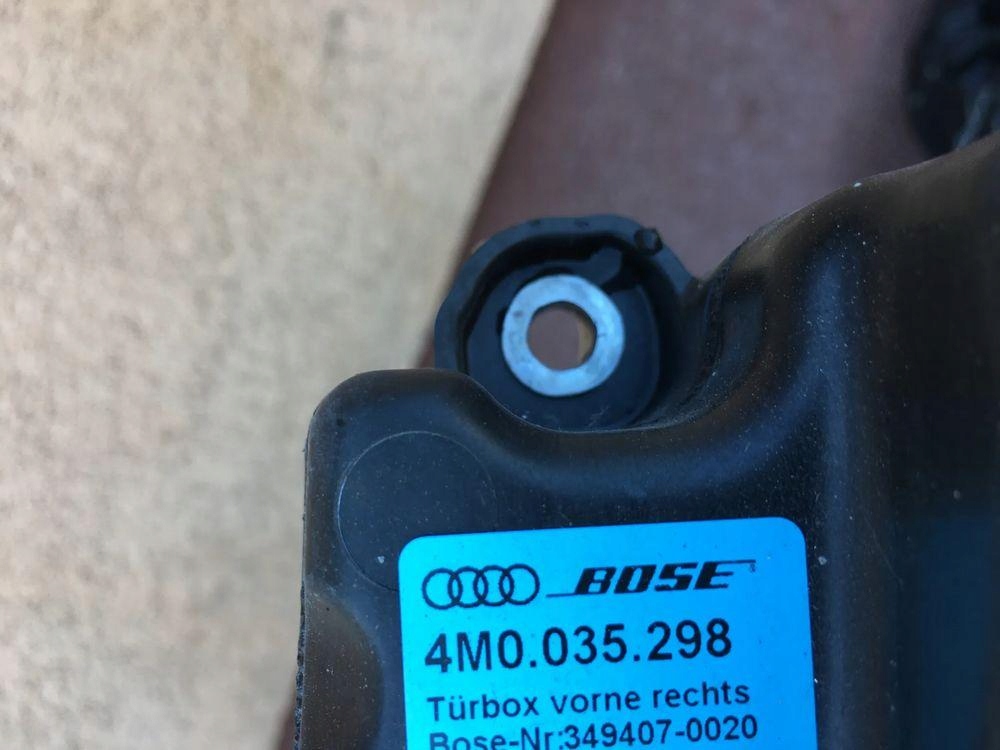 BOSE
4M0.035.298
Türbox vorne rechts
Bose-Nr:349407-0020